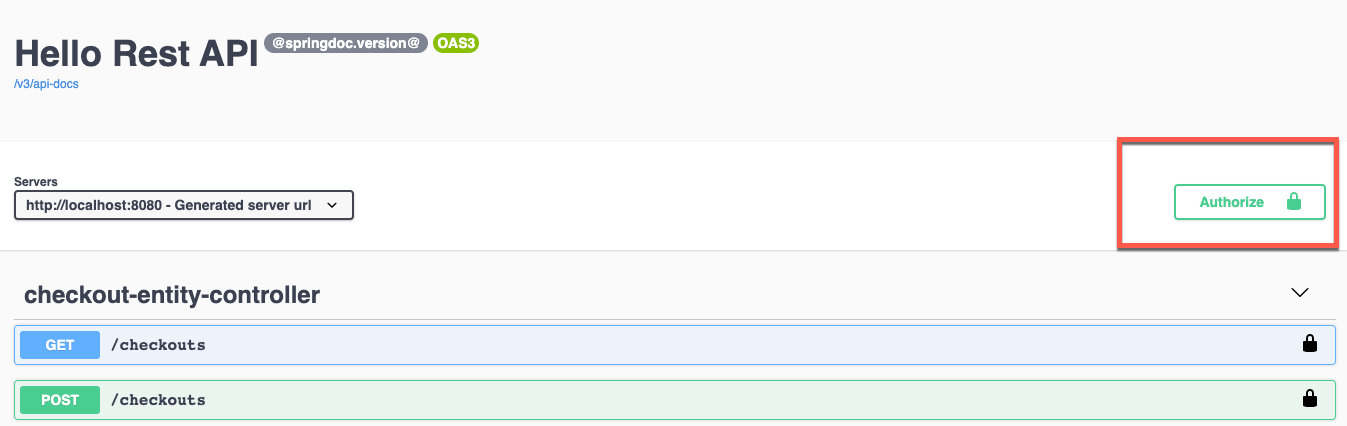 Hello Rest API @springdoc.version@ OAS3
/v3/api-docs
Servers
http://localhost:8080 - Generated server url
Authorize
checkout-entity-controller
GET /checkouts
POST /checkouts